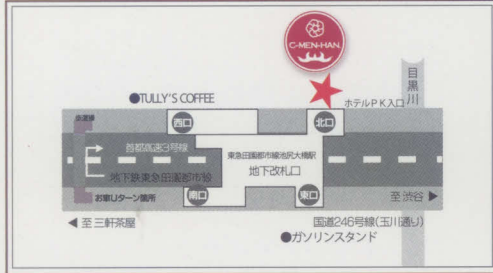 C-MEN-HAN.
目黒川
●TULLY'S COFFEE
ホテルPK入口
歩道橋
西口
北口
首都高速3号線
東急田園都市線池尻大橋駅
地下改札口
地下鉄東急田園都市線
お車Uターン箇所
南口
東口
至渋谷 ▶
◀ 至三軒茶屋
国道246号線(玉川通り)
●ガソリンスタンド